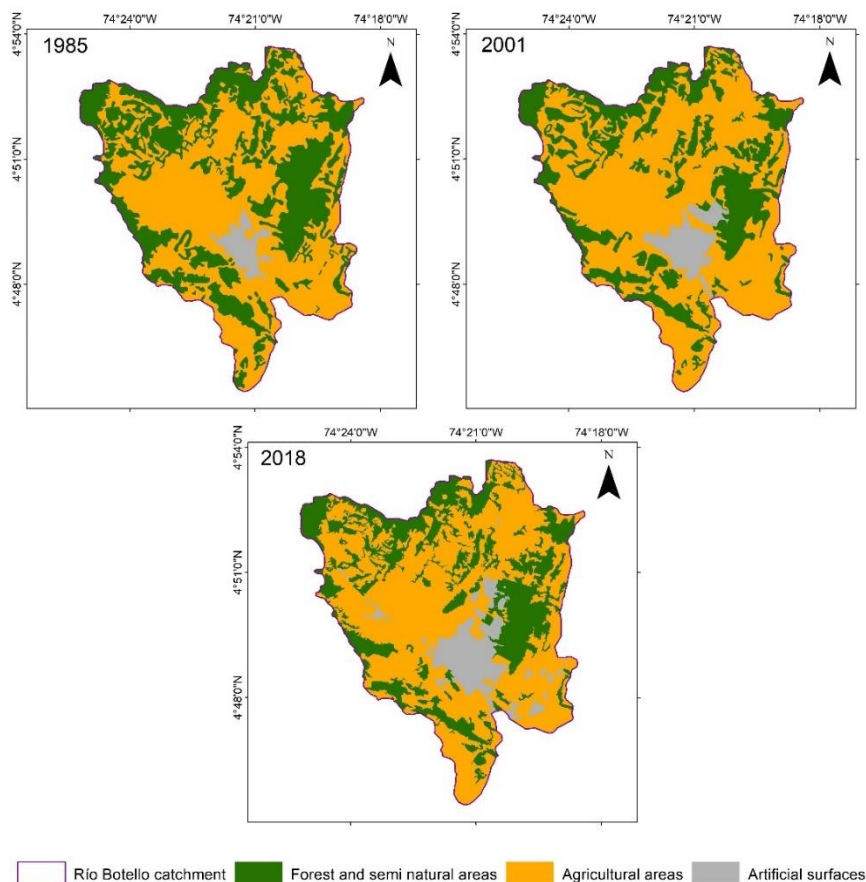 74°24'0"W 74°21'0"W 74°18'0"W
74°24'0"W 74°21'0"W 74°18'0"W
4°54'0"N
4°51'0"N
4°48'0"N
1985
N
4°54'0"N
4°51'0"N
4°48'0"N
2001
N
74°24'0"W 74°21'0"W 74°18'0"W
4°54'0"N
4°51'0"N
4°48'0"N
2018
N
Río Botello catchment Forest and semi natural areas Agricultural areas Artificial surfaces